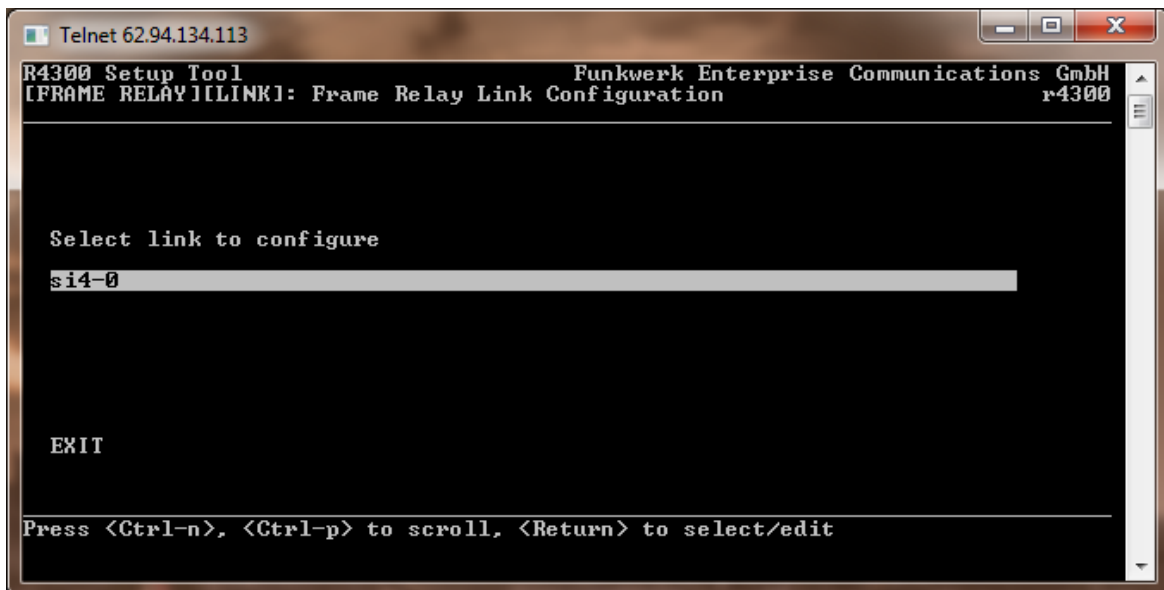 Telnet 62.94.134.113
R4300 Setup Tool Funkwerk Enterprise Communications GmbH
[FRAME RELAY][LINK]: Frame Relay Link Configuration r4300
Select link to configure
si4-0
EXIT
Press <Ctrl-n>, <Ctrl-p> to scroll, <Return> to select/edit